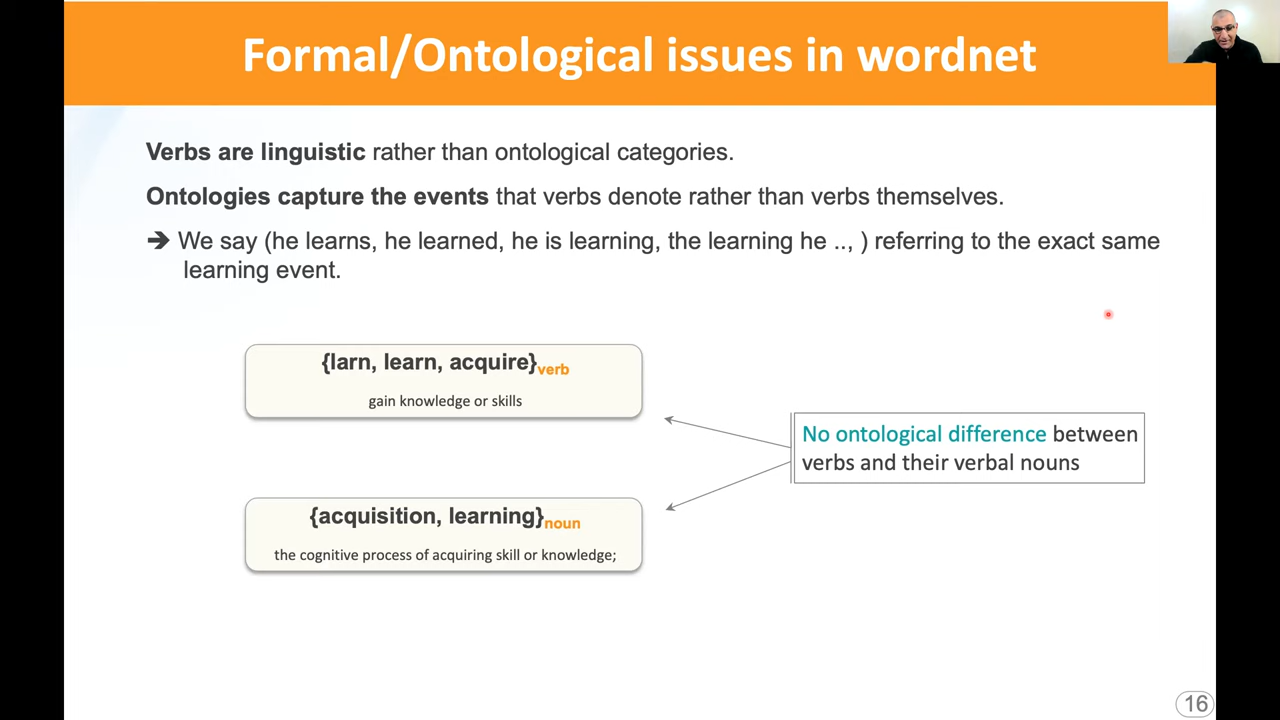 Formal/Ontological issues in wordnet
Verbs are linguistic rather than ontological categories.
Ontologies capture the events that verbs denote rather than verbs themselves.
➔ We say (he learns, he learned, he is learning, the learning he .., ) referring to the exact same
learning event.
{larn, learn, acquire}verb
gain knowledge or skills
No ontological difference between
verbs and their verbal nouns
{acquisition, learning}noun
the cognitive process of acquiring skill or knowledge;
16